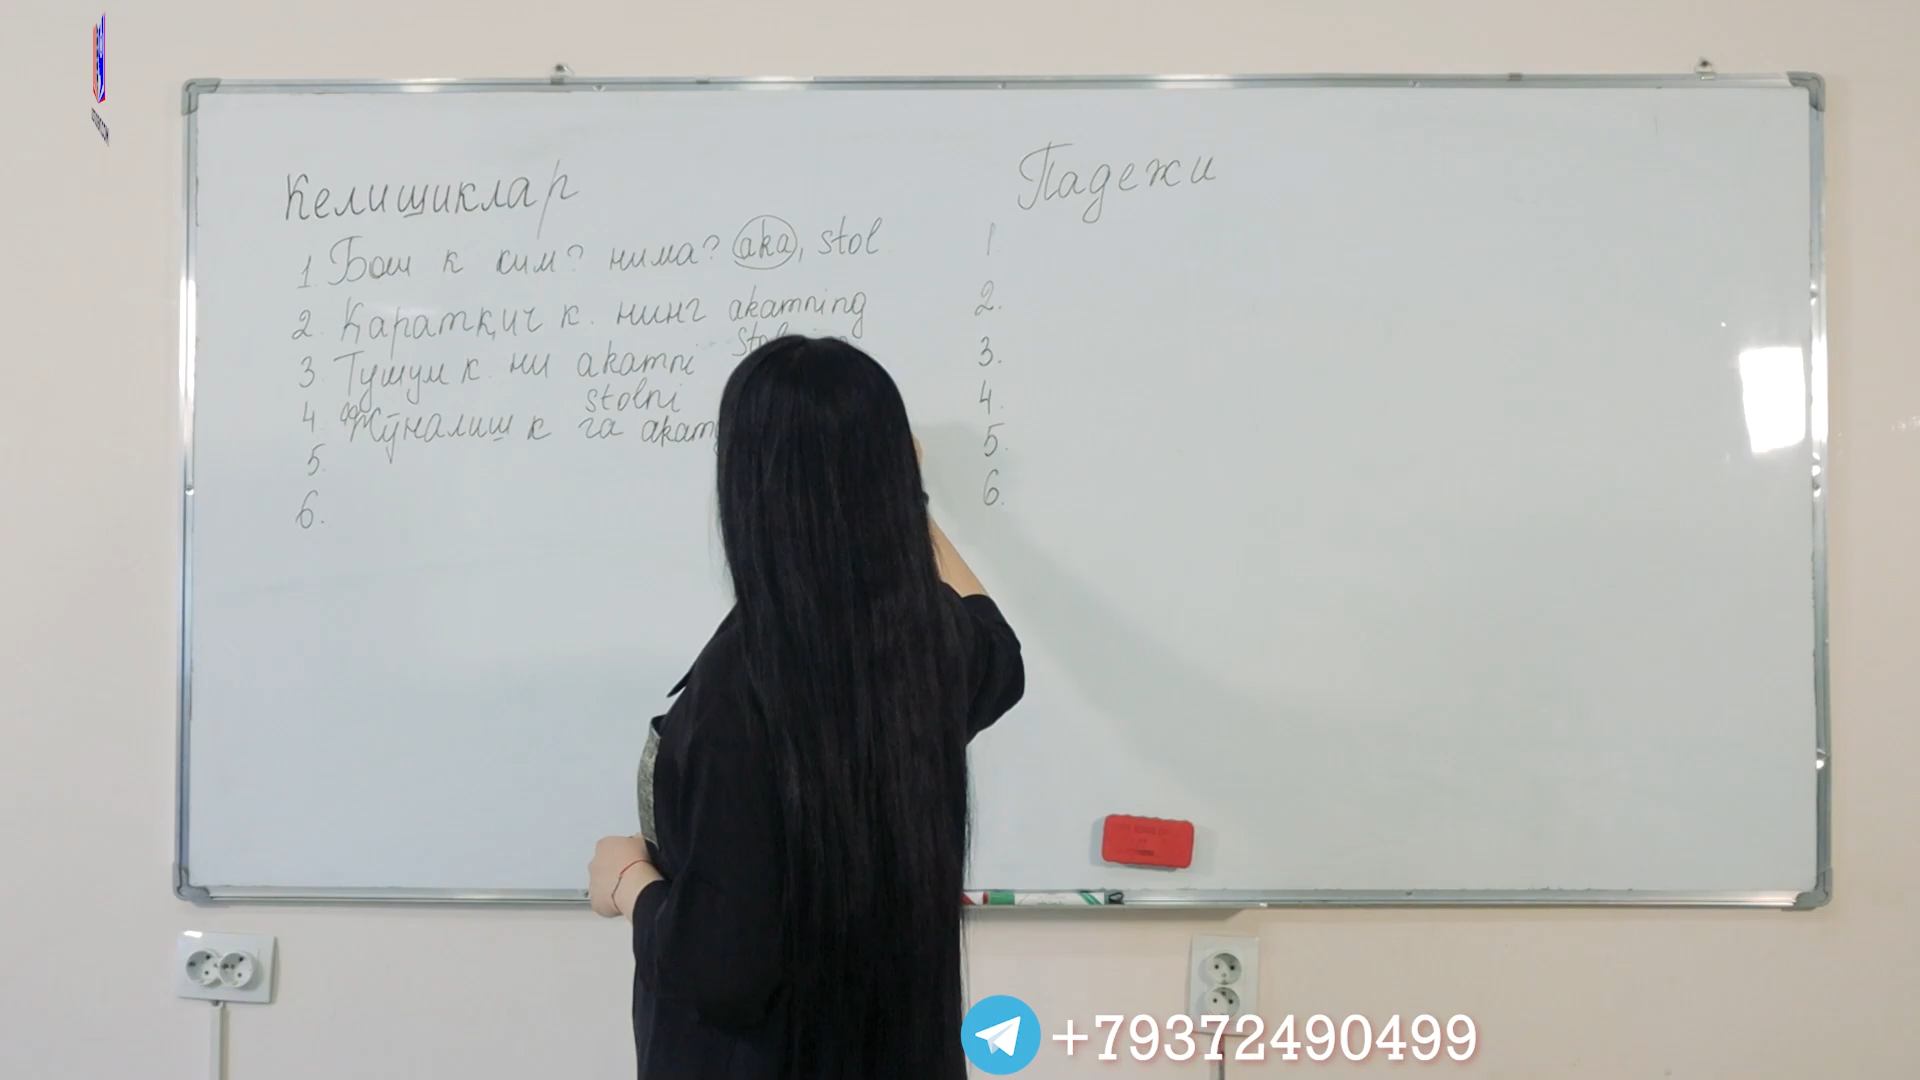 Келишиклар
1. Бош к ким? нима? aka, stol
2. Қаратқич к. нинг akamning
3. Тушум к. ни akamni
stolni
4. Жўналиш к га
5.
6.
Падежи
1.
2.
3.
4.
5.
6.
+79372490499